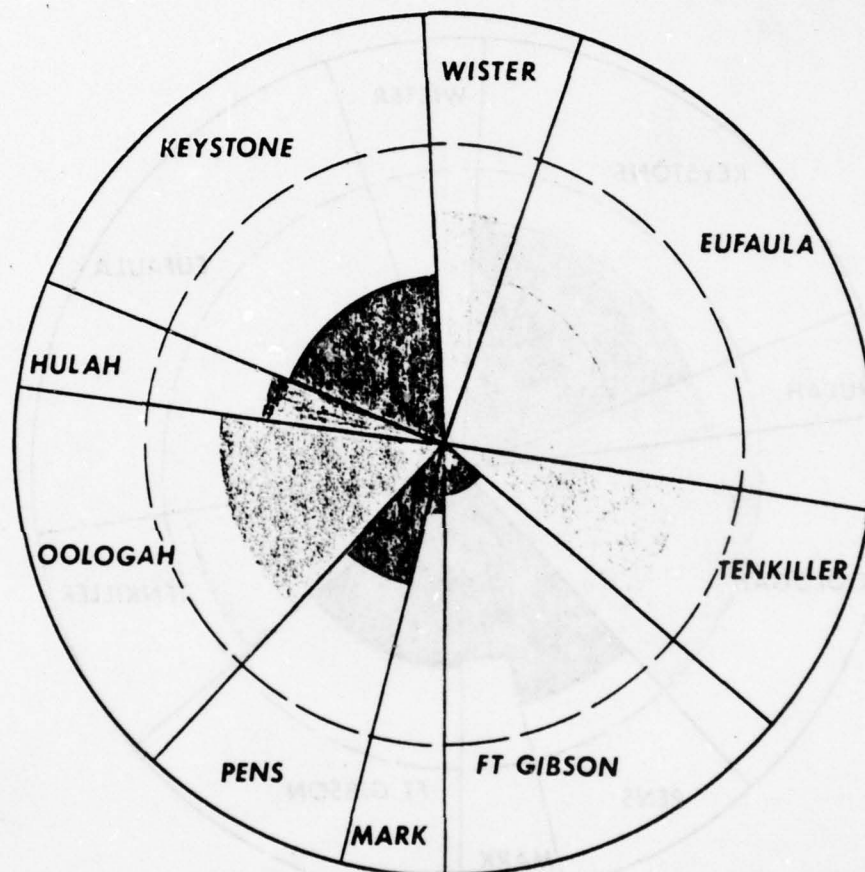 WISTER
KEYSTONE
EUFAULA
HULAH
OOLOGAH
TENKILLER
PENS
FT GIBSON
MARK